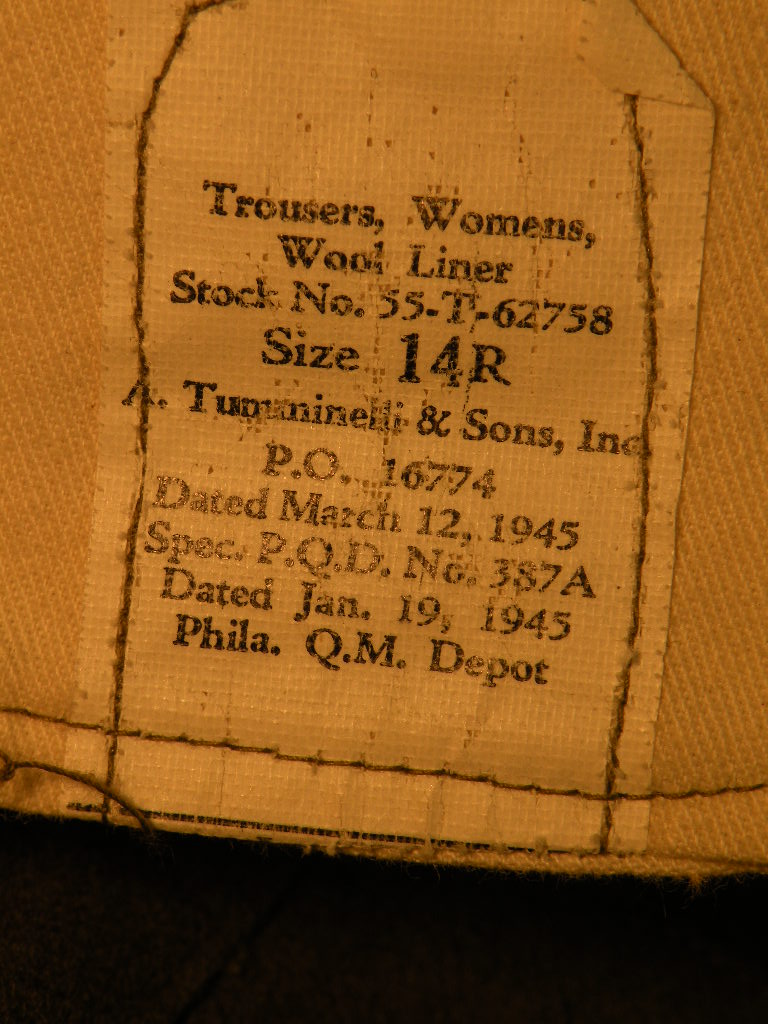 Trousers, Womens,
Wool Liner
Stock No. 55-T-62758
Size 14R
A. Tumminelli & Sons, Inc.
P.O. 16774
Dated March 12, 1945
Spec. P.Q.D. No. 387A
Dated Jan. 19, 1945
Phila. Q.M. Depot